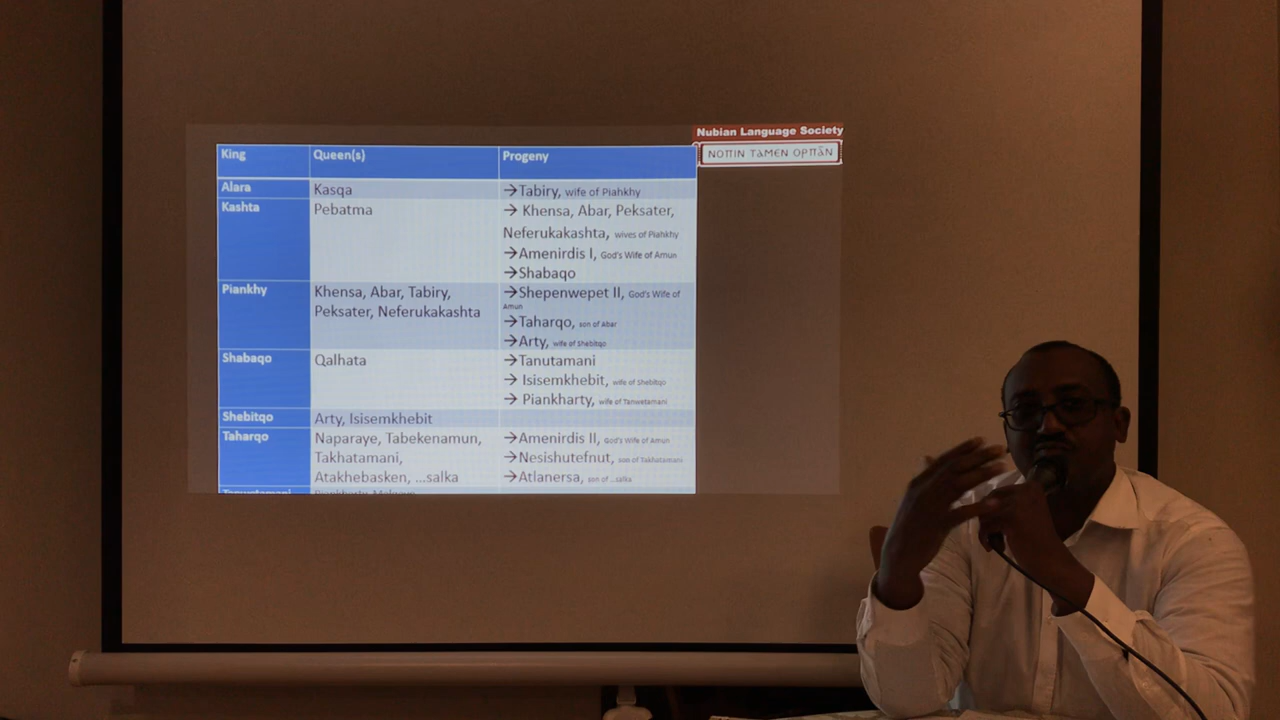 Nubian Language Society
ⲚⲞⲠⲠⲒⲚ ⲦⲀ̄ⲘⲈⲚ ⲞⲢⲠⲠⲀ̄Ⲛ
King Queen(s) Progeny
Alara Kasqa →Tabiry, wife of Piahkhy
Kashta Pebatma → Khensa, Abar, Peksater,
Neferukakashta, wives of Piahkhy
→Amenirdis I, God's Wife of Amun
→Shabaqo
Piankhy Khensa, Abar, Tabiry, →Shepenwepet II, God's Wife of
Peksater, Neferukakashta Amun
→Taharqo, son of Abar
→Arty, wife of Shebitqo
Shabaqo Qalhata →Tanutamani
→ Isisemkhebit, wife of Shebitqo
→ Piankharty, wife of Tanwetamani
Shebitqo Arty, Isisemkhebit
Taharqo Naparaye, Tabekenamun, →Amenirdis II, God's Wife of Amun
Takhatamani, →Nesishutefnut, son of Takhatamani
Atakhebasken, ...salka →Atlanersa, son of ...salka